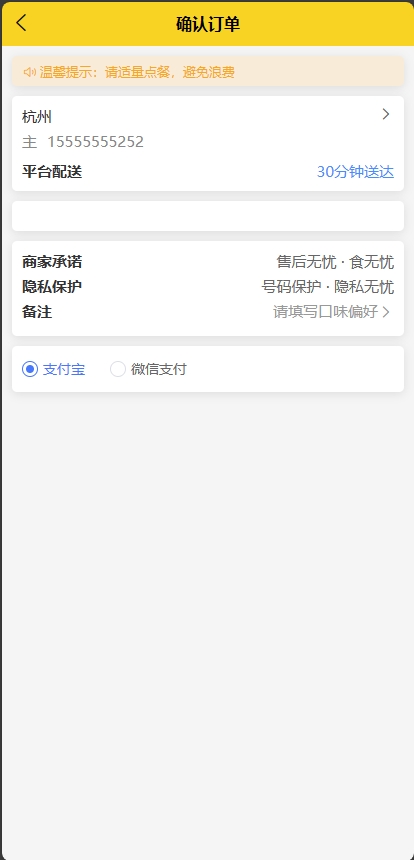 确认订单
温馨提示：请适量点餐，避免浪费
杭州
主 15555555252
平台配送 30分钟送达
商家承诺 售后无忧 · 食无忧
隐私保护 号码保护 · 隐私无忧
备注 请填写口味偏好
支付宝 微信支付